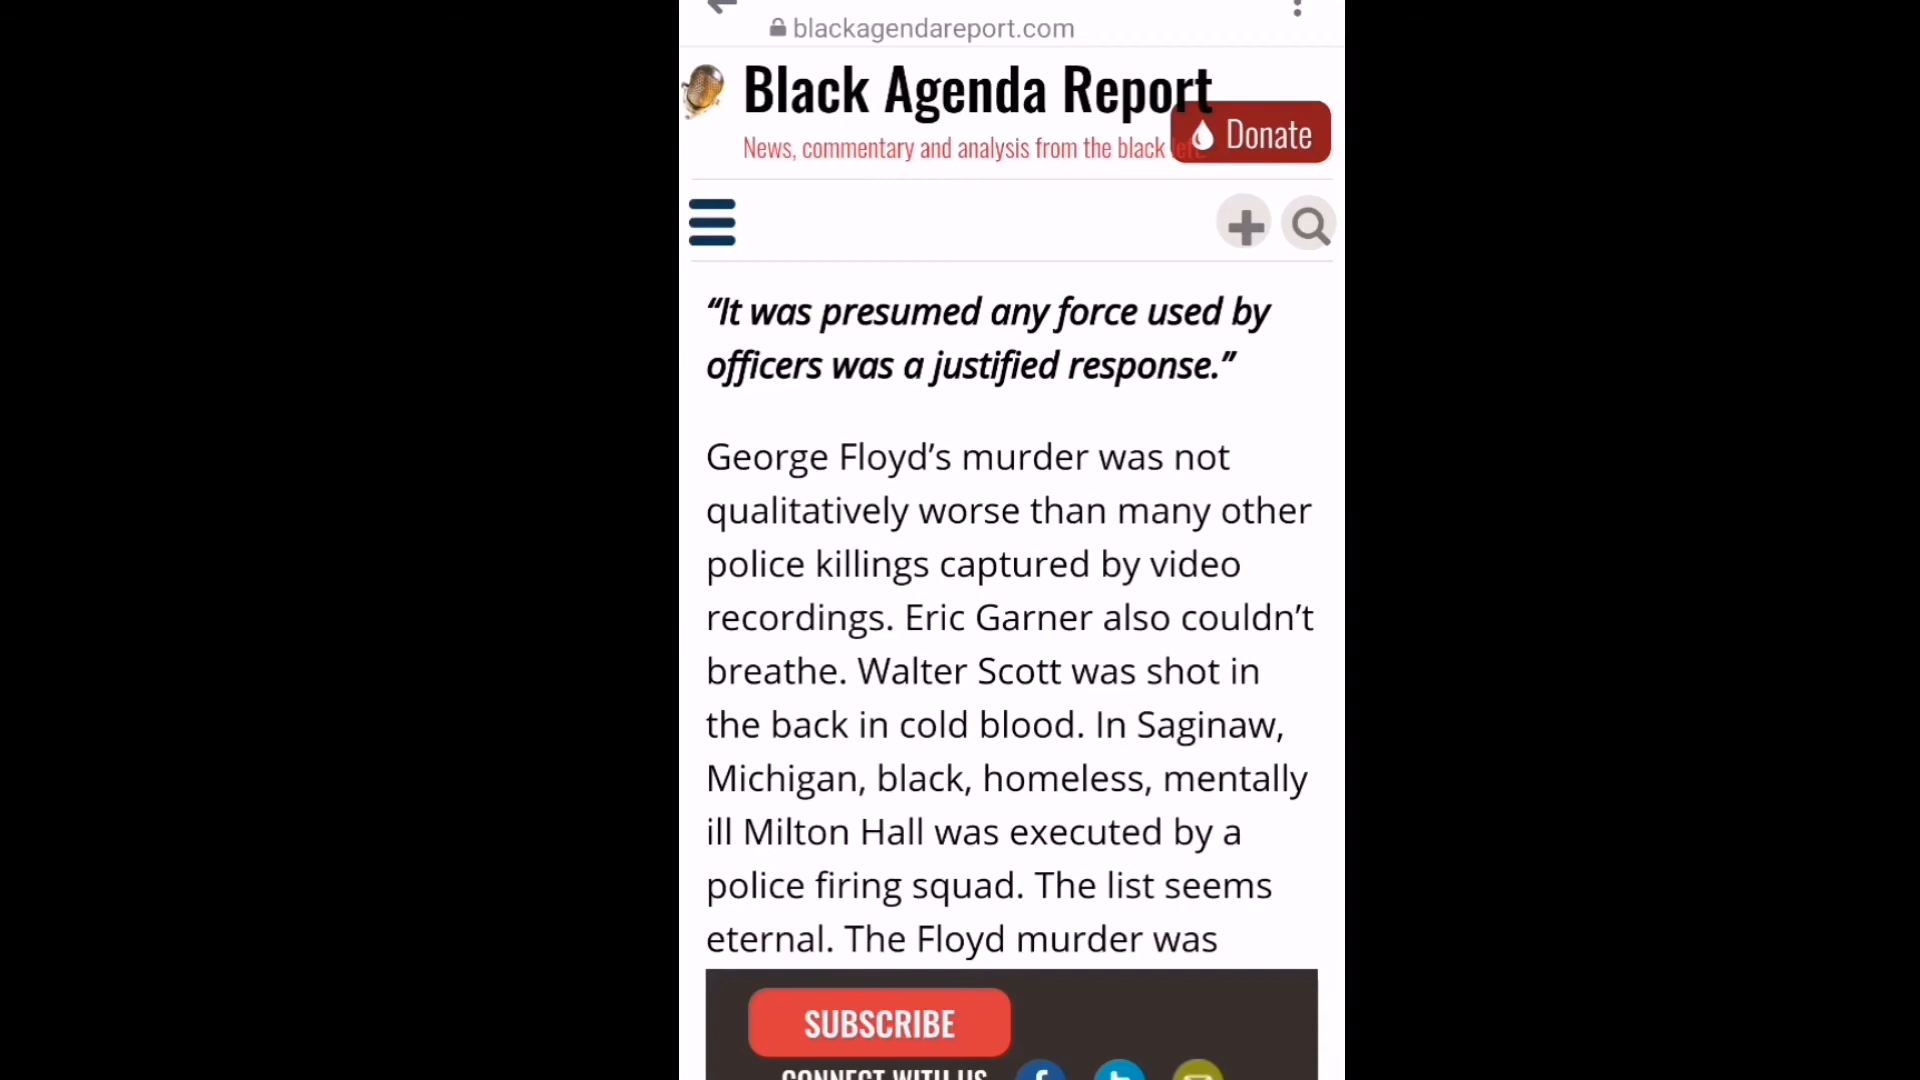 blackagendareport.com
Black Agenda Report
Donate
News, commentary and analysis from the black left.
“It was presumed any force used by
officers was a justified response.”
George Floyd’s murder was not
qualitatively worse than many other
police killings captured by video
recordings. Eric Garner also couldn’t
breathe. Walter Scott was shot in
the back in cold blood. In Saginaw,
Michigan, black, homeless, mentally
ill Milton Hall was executed by a
police firing squad. The list seems
eternal. The Floyd murder was
SUBSCRIBE
CONNECT WITH US